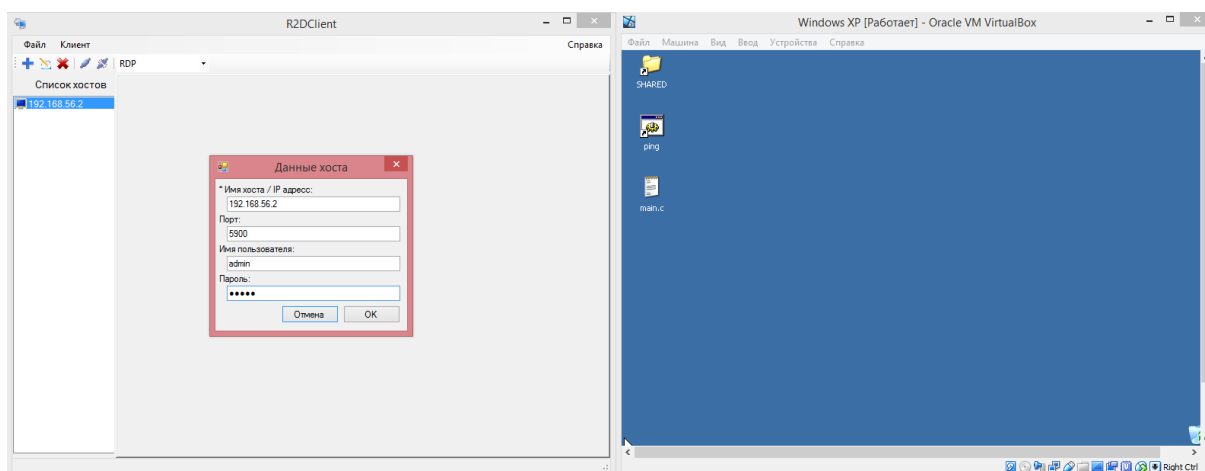 R2DClient
Файл Клиент Справка
RDP
Список хостов
192.168.56.2
Данные хоста
* Имя хоста / IP адресс:
192.168.56.2
Порт:
5900
Имя пользователя:
admin
Пароль:
•••••
Отмена OK
Windows XP [Работает] - Oracle VM VirtualBox
Файл Машина Вид Ввод Устройства Справка
SHARED
ping
main.c
Right Ctrl